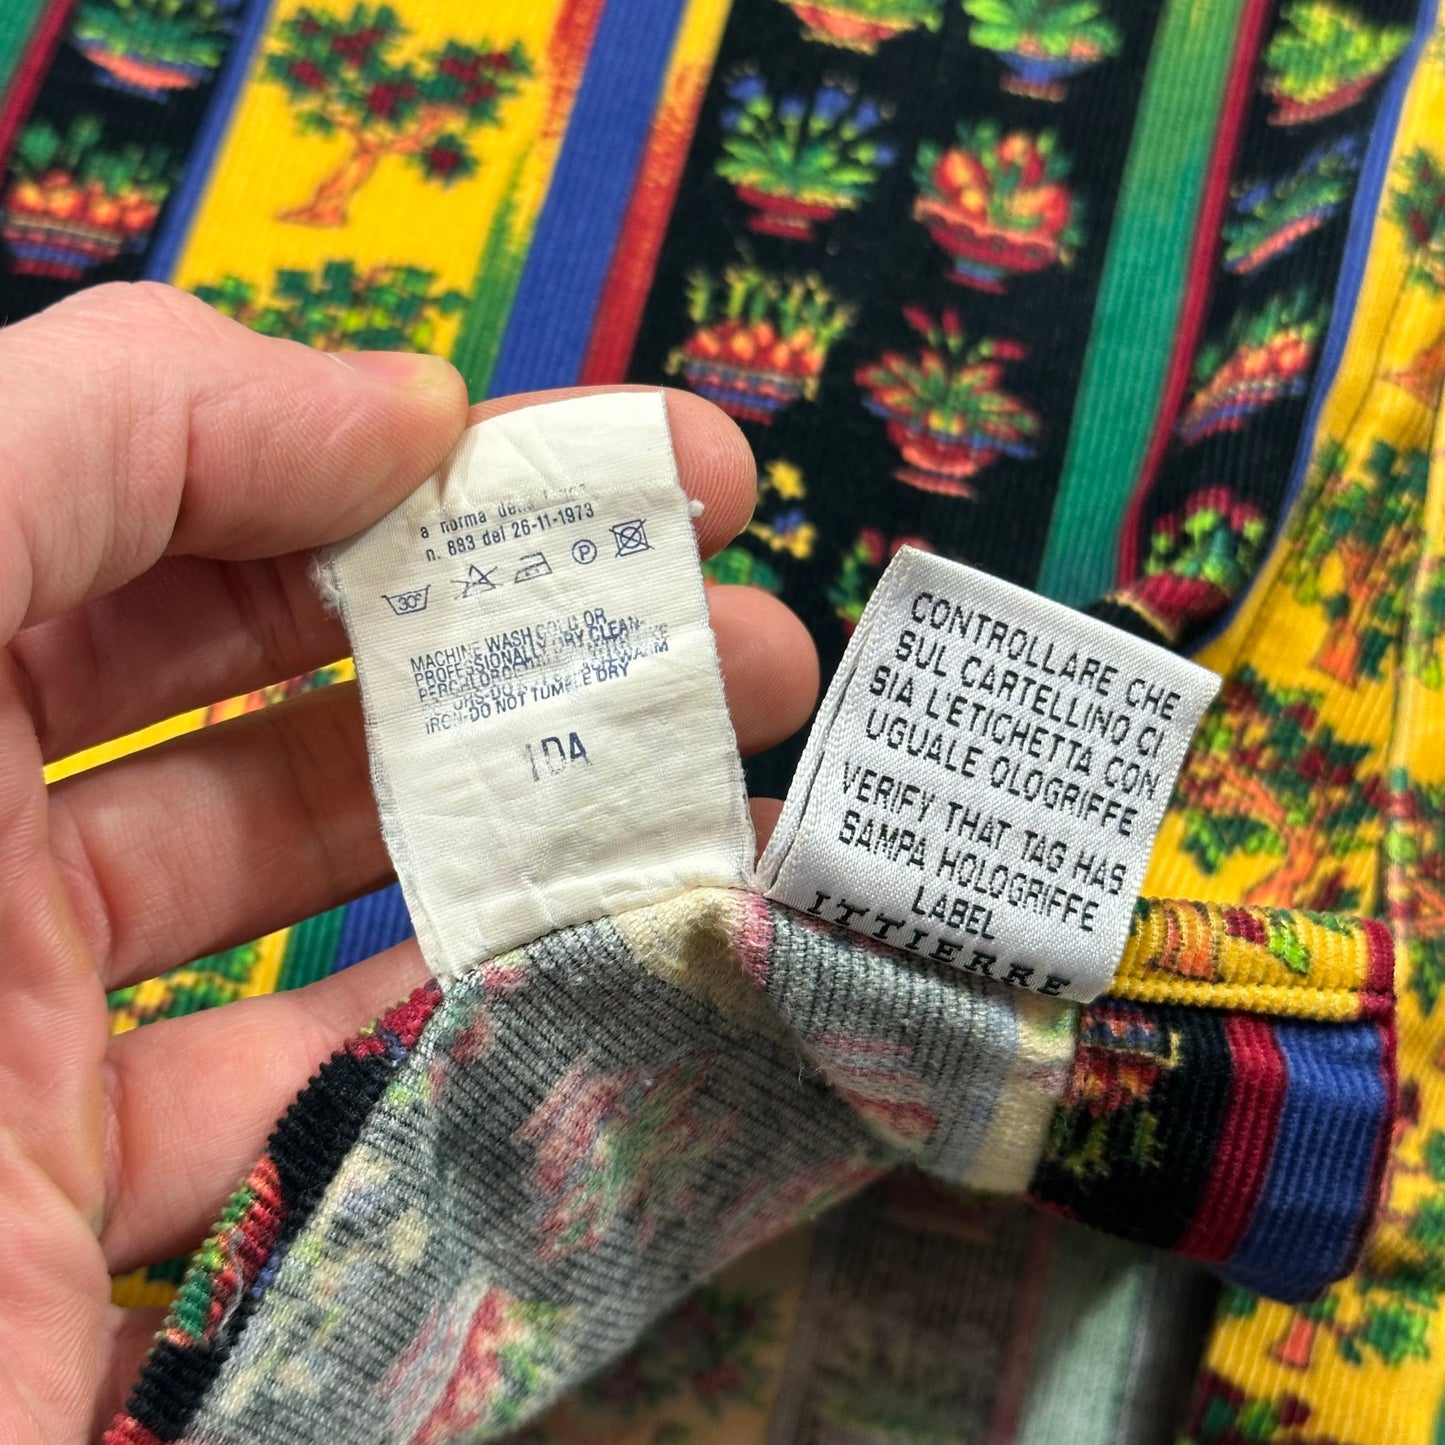 a norma della
n. 883 del 26-11-1973
30°
P
MACHINE WASH COLD OR
PROFESSIONALLY DRY CLEAN-
IRON-DO NOT TUMBLE DRY
IDA
CONTROLLARE CHE
SUL CARTELLINO CI
SIA L'ETICHETTA CON
UGUALE OLOGRIFFE
VERIFY THAT TAG HAS
SAMPA HOLOGRIFFE
LABEL
ITTIERRE